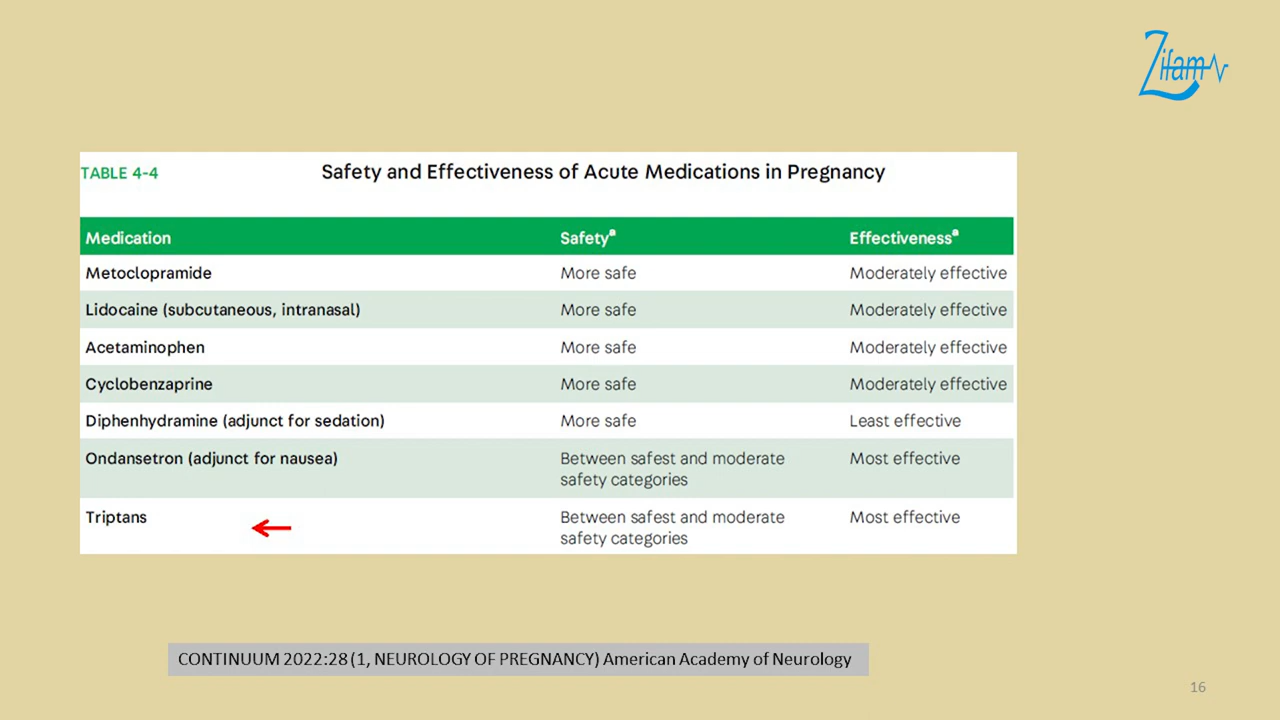 Zifam
TABLE 4-4 Safety and Effectiveness of Acute Medications in Pregnancy
Medication Safetyª Effectivenessª
Metoclopramide More safe Moderately effective
Lidocaine (subcutaneous, intranasal) More safe Moderately effective
Acetaminophen More safe Moderately effective
Cyclobenzaprine More safe Moderately effective
Diphenhydramine (adjunct for sedation) More safe Least effective
Ondansetron (adjunct for nausea) Between safest and moderate Most effective
safety categories
Triptans Between safest and moderate Most effective
safety categories
CONTINUUM 2022:28 (1, NEUROLOGY OF PREGNANCY) American Academy of Neurology
16